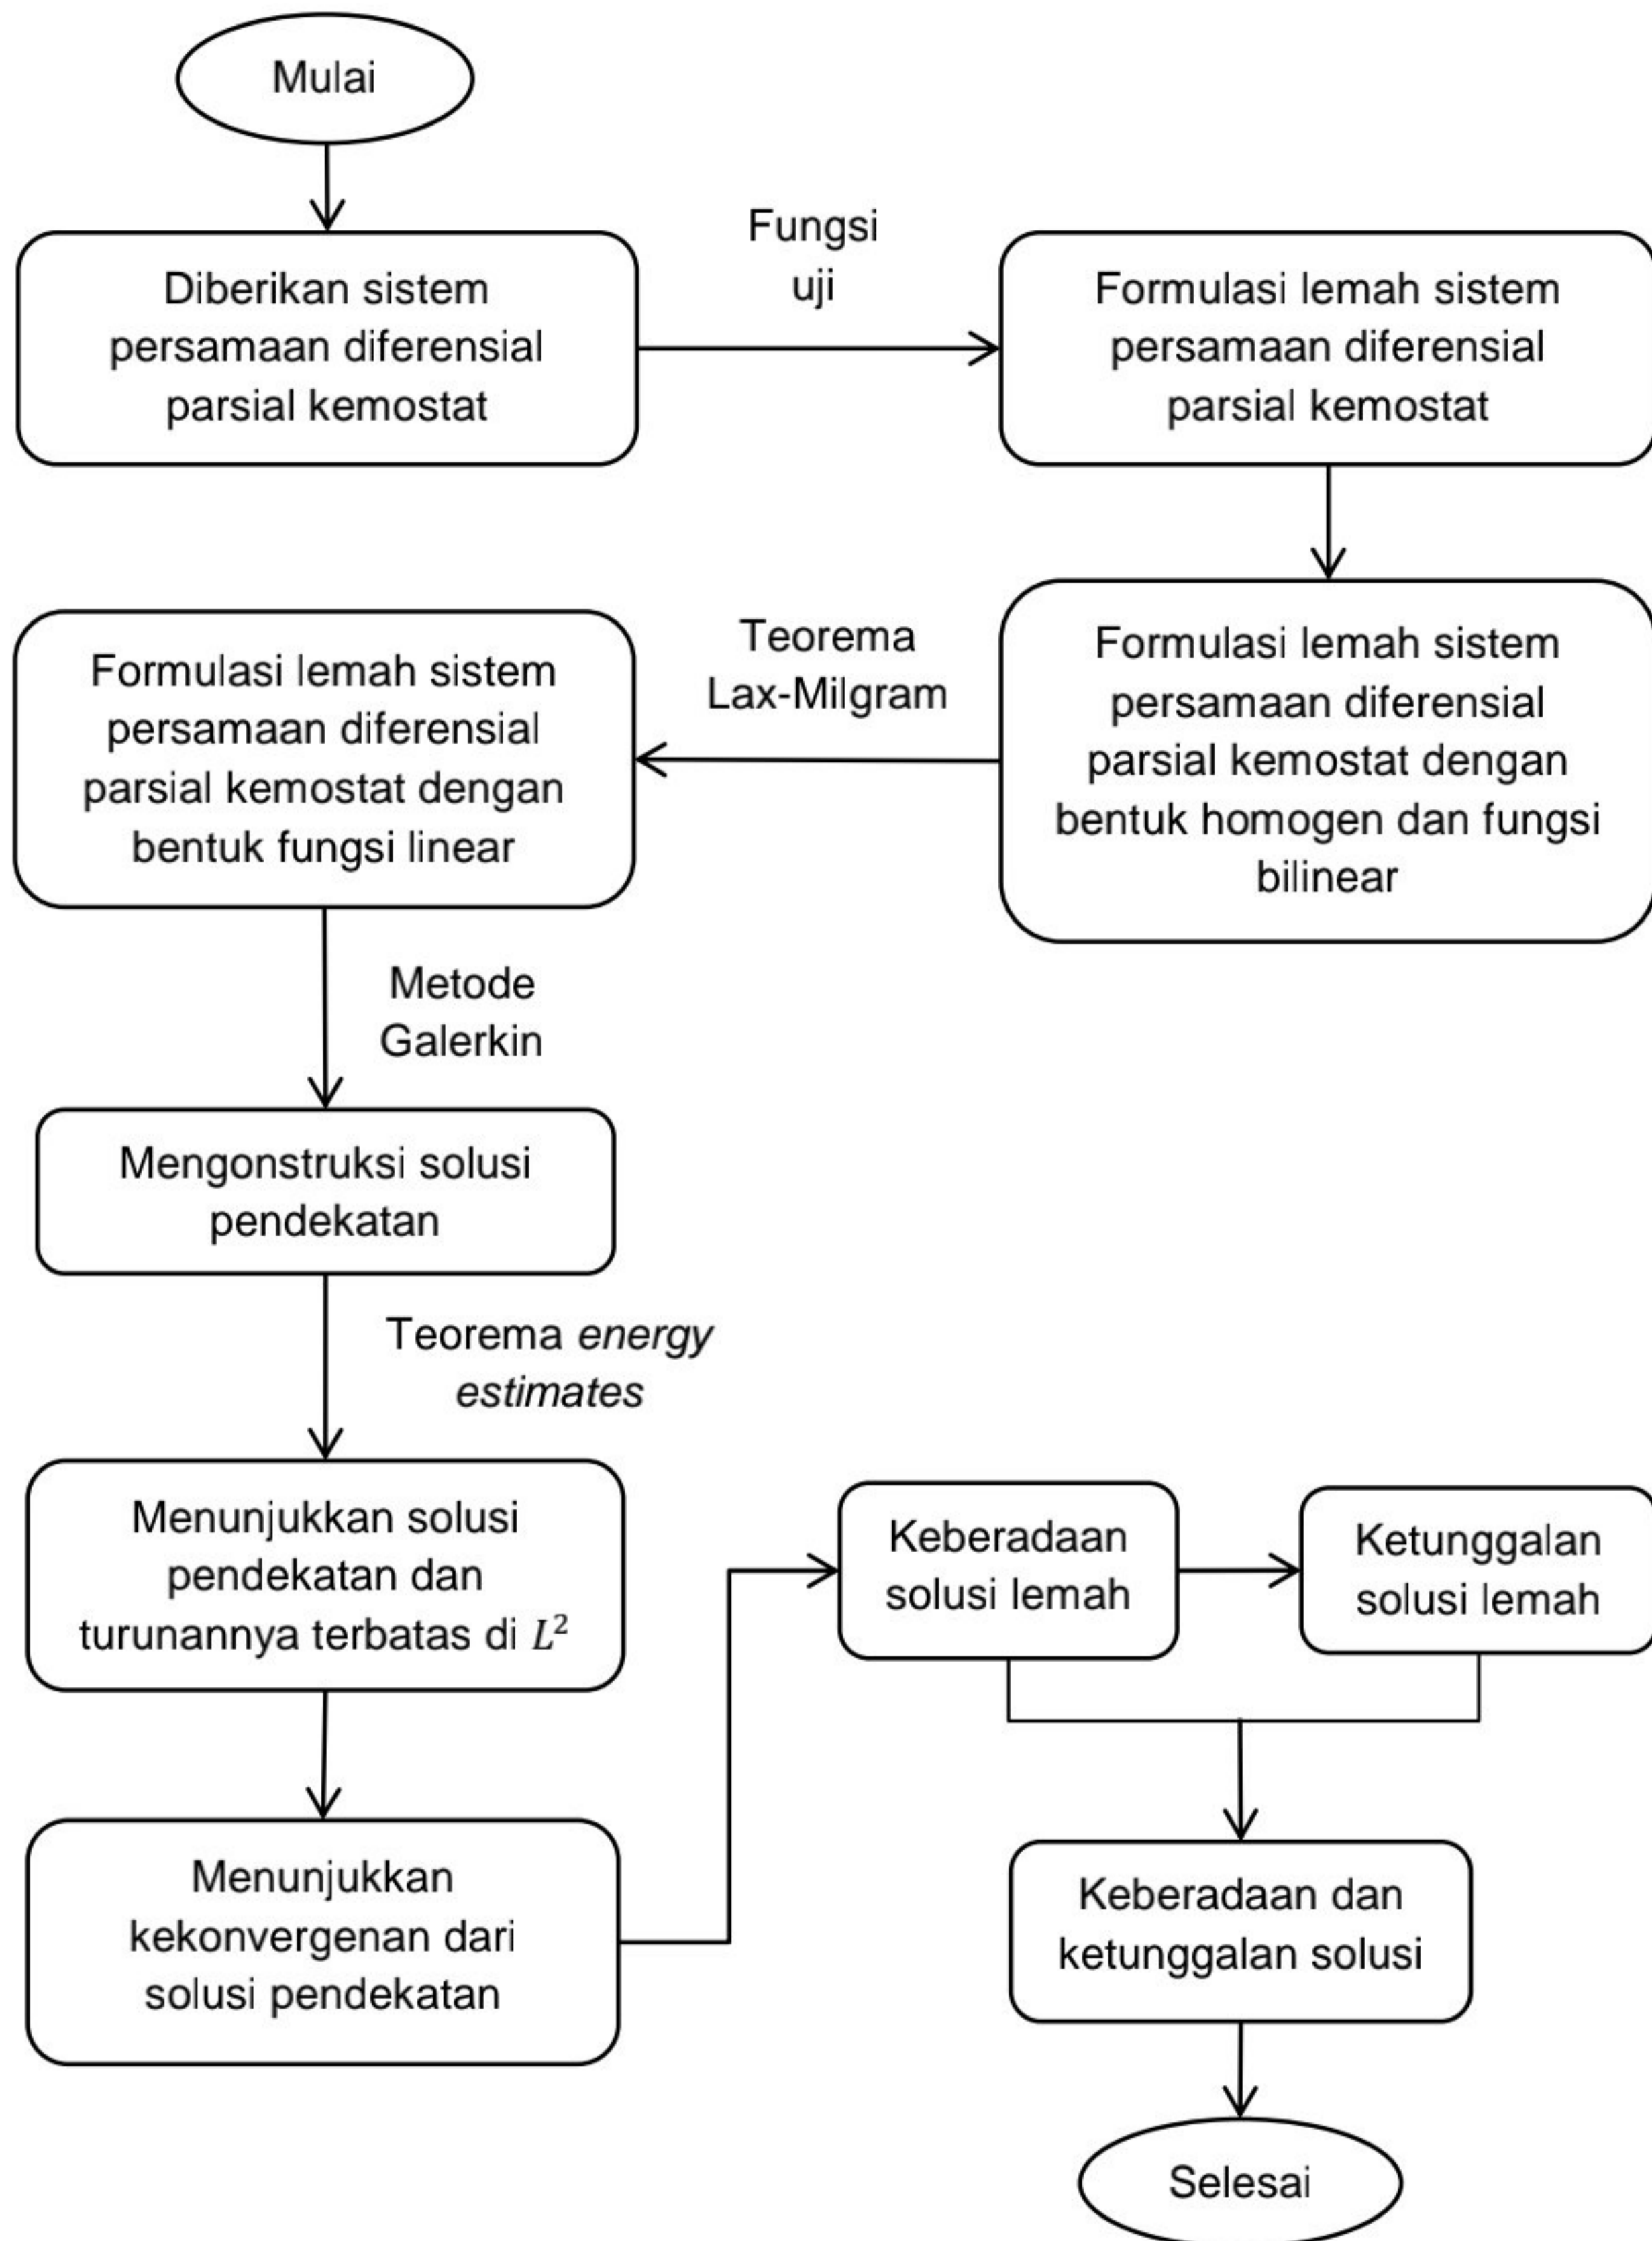 Mulai
Diberikan sistem
persamaan diferensial
parsial kemostat
Fungsi
uji
Formulasi lemah sistem
persamaan diferensial
parsial kemostat
Formulasi lemah sistem
persamaan diferensial
parsial kemostat dengan
bentuk homogen dan fungsi
bilinear
Teorema
Lax-Milgram
Formulasi lemah sistem
persamaan diferensial
parsial kemostat dengan
bentuk fungsi linear
Metode
Galerkin
Mengonstruksi solusi
pendekatan
Teorema energy
estimates
Menunjukkan solusi
pendekatan dan
turunannya terbatas di L²
Menunjukkan
kekonvergenan dari
solusi pendekatan
Keberadaan
solusi lemah
Ketunggalan
solusi lemah
Keberadaan dan
ketunggalan solusi
Selesai